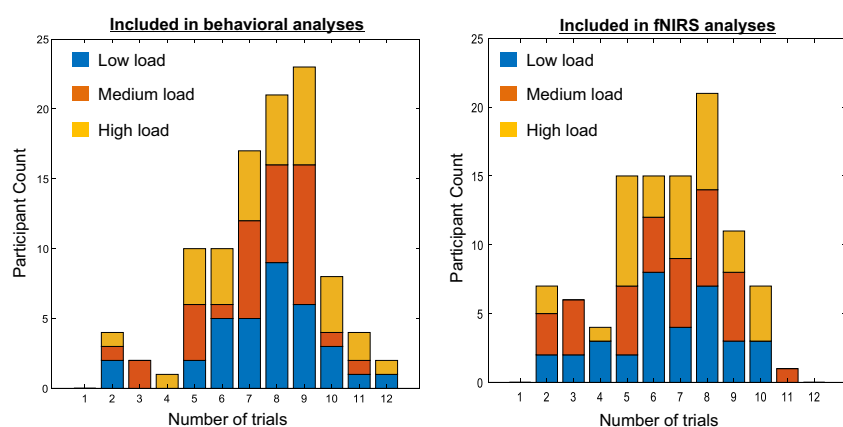 Included in behavioral analyses
25
20
15
10
5
0
Participant Count
Low load
Medium load
High load
1 2 3 4 5 6 7 8 9 10 11 12
Number of trials
Included in fNIRS analyses
25
20
15
10
5
0
Participant Count
Low load
Medium load
High load
1 2 3 4 5 6 7 8 9 10 11 12
Number of trials